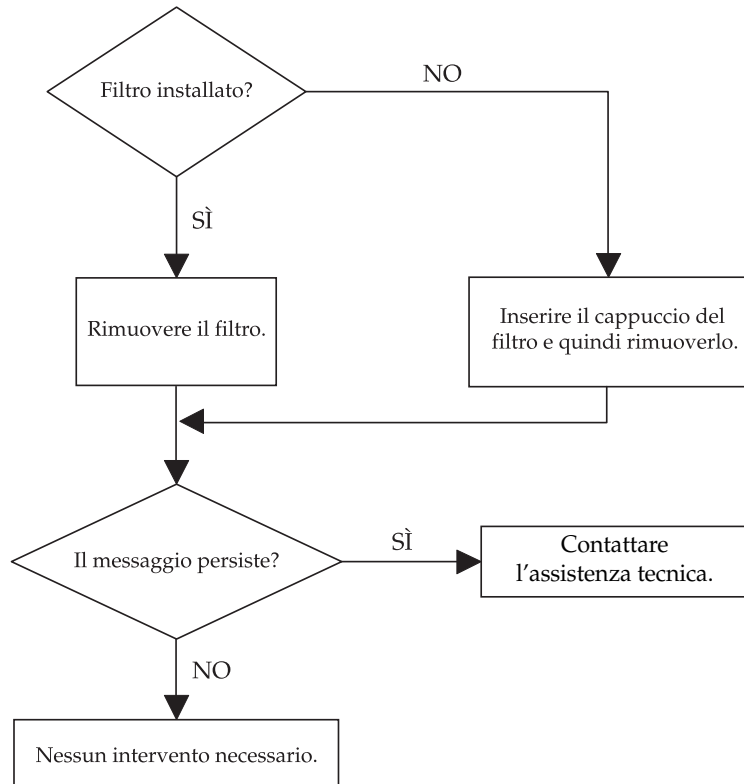 Filtro installato?
NO
SÌ
Rimuovere il filtro.
Inserire il cappuccio del
filtro e quindi rimuoverlo.
Il messaggio persiste?
SÌ
Contattare
l’assistenza tecnica.
NO
Nessun intervento necessario.